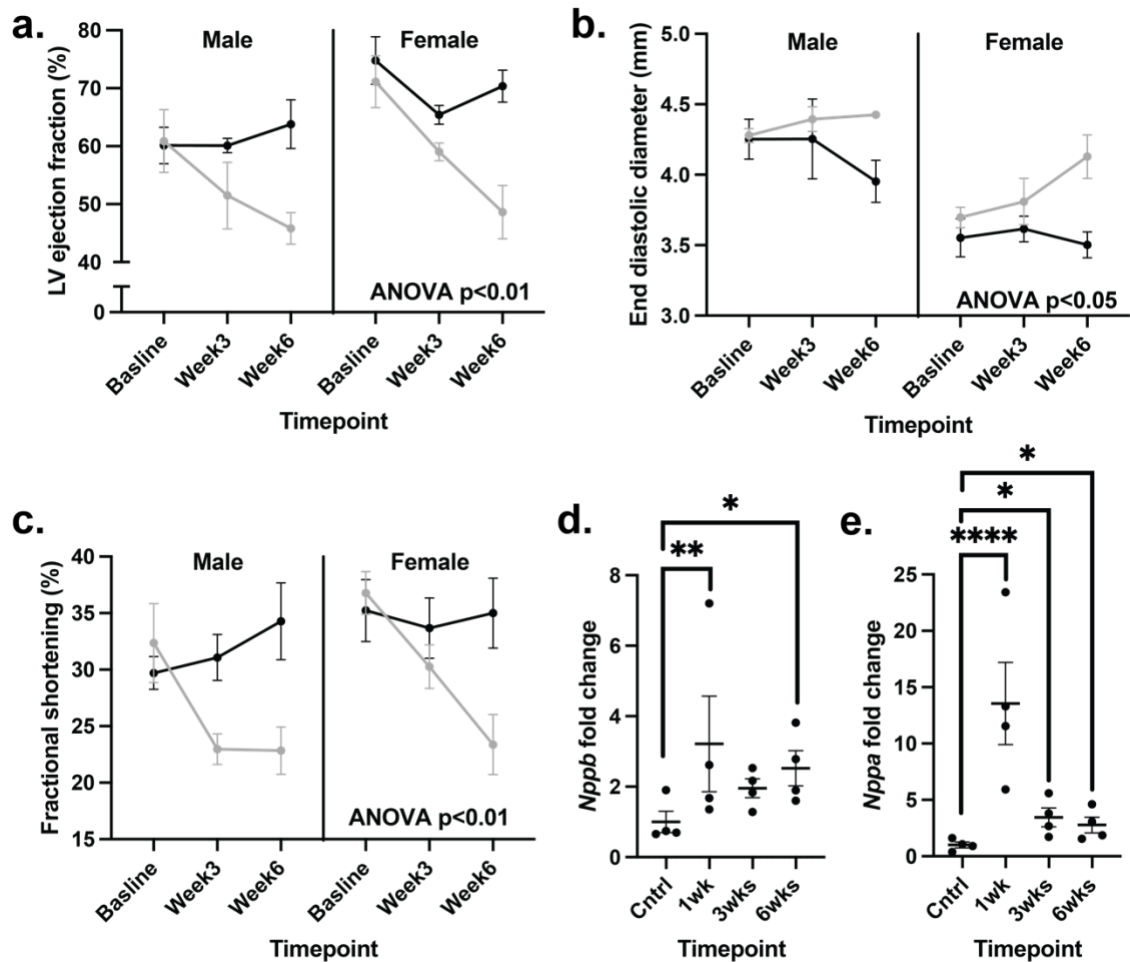 a.
LV ejection fraction (%)
80
70
60
50
40
0
Male
Female
ANOVA p<0.01
Basline
Week3
Week6
Basline
Week3
Week6
Timepoint
b.
End diastolic diameter (mm)
5.0
4.5
4.0
3.5
3.0
Male
Female
ANOVA p<0.05
Basline
Week3
Week6
Basline
Week3
Week6
Timepoint
c.
Fractional shortening (%)
40
35
30
25
20
15
Male
Female
ANOVA p<0.01
Basline
Week3
Week6
Basline
Week3
Week6
Timepoint
d.
Nppb fold change
8
6
4
2
0
*
**
Cntrl
1wk
3wks
6wks
Timepoint
e.
Nppa fold change
25
20
15
10
5
0
*
*
****
Cntrl
1wk
3wks
6wks
Timepoint